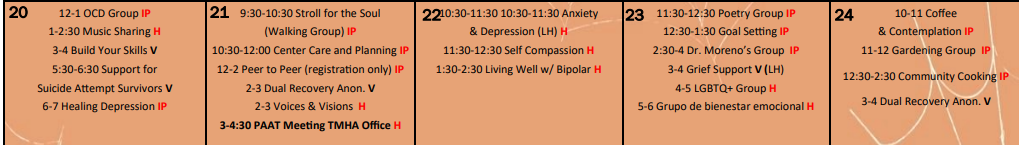 20 12-1 OCD Group IP
1-2:30 Music Sharing H
3-4 Build Your Skills V
5:30-6:30 Support for
Suicide Attempt Survivors V
6-7 Healing Depression IP
21 9:30-10:30 Stroll for the Soul
(Walking Group) IP
10:30-12:00 Center Care and Planning IP
12-2 Peer to Peer (registration only) IP
2-3 Dual Recovery Anon. V
2-3 Voices & Visions H
3-4:30 PAAT Meeting TMHA Office H
22 10:30-11:30 10:30-11:30 Anxiety
& Depression (LH) H
11:30-12:30 Self Compassion H
1:30-2:30 Living Well w/ Bipolar H
23 11:30-12:30 Poetry Group IP
12:30-1:30 Goal Setting IP
2:30-4 Dr. Moreno's Group IP
3-4 Grief Support V (LH)
4-5 LGBTQ+ Group H
5-6 Grupo de bienestar emocional H
24 10-11 Coffee
& Contemplation IP
11-12 Gardening Group IP
12:30-2:30 Community Cooking IP
3-4 Dual Recovery Anon. V